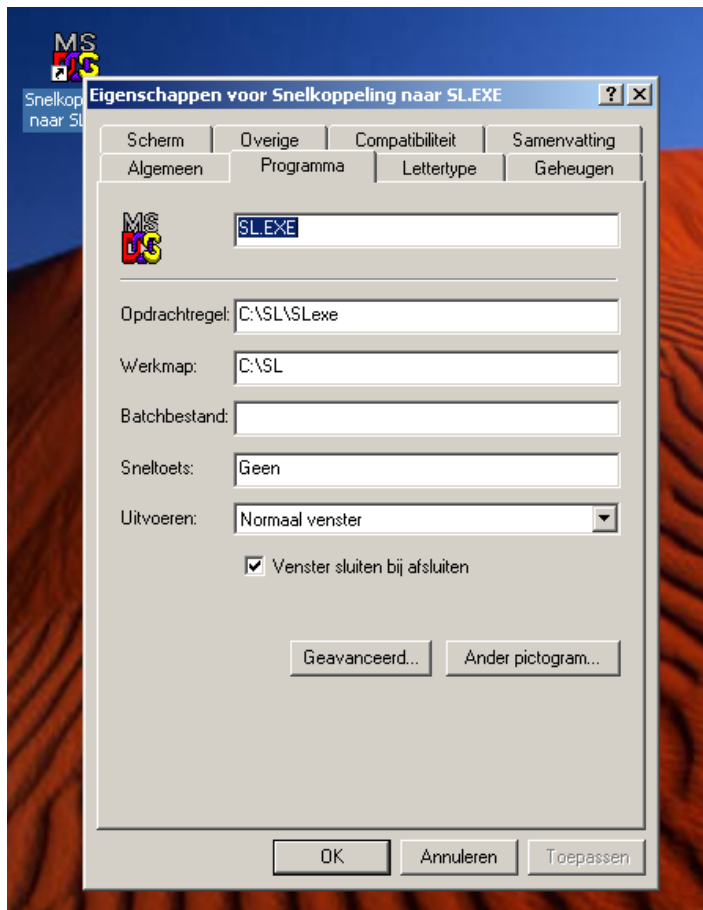 MS
Snelkop
naar SL
Eigenschappen voor Snelkoppeling naar SL.EXE
Scherm Overige Compatibiliteit Samenvatting
Algemeen Programma Lettertype Geheugen
MS
SL.EXE
Opdrachtregel: C:\SL\SLexe
Werkmap: C:\SL
Batchbestand:
Sneltoets: Geen
Uitvoeren: Normaal venster
Venster sluiten bij afsluiten
Geavanceerd... Ander pictogram...
OK Annuleren Toepassen